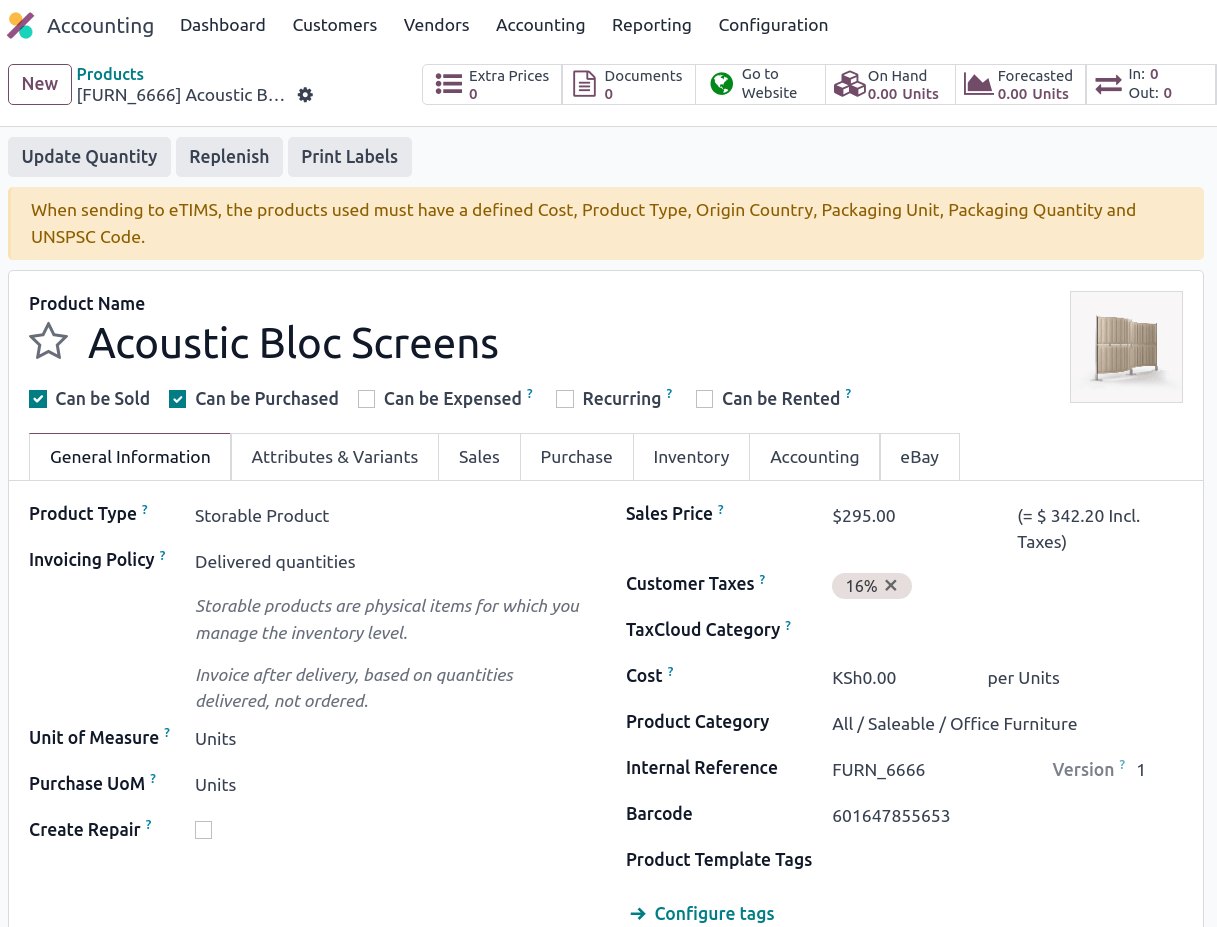 Accounting Dashboard Customers Vendors Accounting Reporting Configuration
New
Products
[FURN_6666] Acoustic B...
Extra Prices
0
Documents
0
Go to
Website
On Hand
0.00 Units
Forecasted
0.00 Units
In: 0
Out: 0
Update Quantity Replenish Print Labels
When sending to eTIMS, the products used must have a defined Cost, Product Type, Origin Country, Packaging Unit, Packaging Quantity and
UNSPSC Code.
Product Name
Acoustic Bloc Screens
Can be Sold Can be Purchased Can be Expensed ? Recurring ? Can be Rented ?
General Information Attributes & Variants Sales Purchase Inventory Accounting eBay
Product Type ? Storable Product
Invoicing Policy ? Delivered quantities
Storable products are physical items for which you
manage the inventory level.
Invoice after delivery, based on quantities
delivered, not ordered.
Unit of Measure ? Units
Purchase UoM ? Units
Create Repair ?
Sales Price ? $295.00 (= $ 342.20 Incl.
Taxes)
Customer Taxes ? 16% ✕
TaxCloud Category ?
Cost ? KSh0.00 per Units
Product Category All / Saleable / Office Furniture
Internal Reference FURN_6666 Version ? 1
Barcode 601647855653
Product Template Tags
→ Configure tags